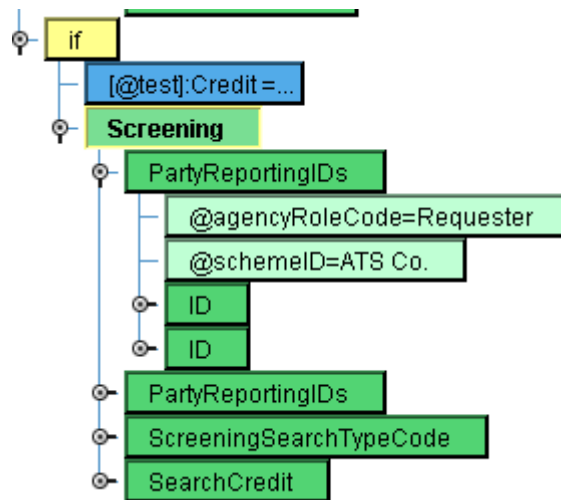 if
[@test]:Credit =...
Screening
PartyReportingIDs
@agencyRoleCode=Requester
@schemeID=ATS Co.
ID
ID
PartyReportingIDs
ScreeningSearchTypeCode
SearchCredit